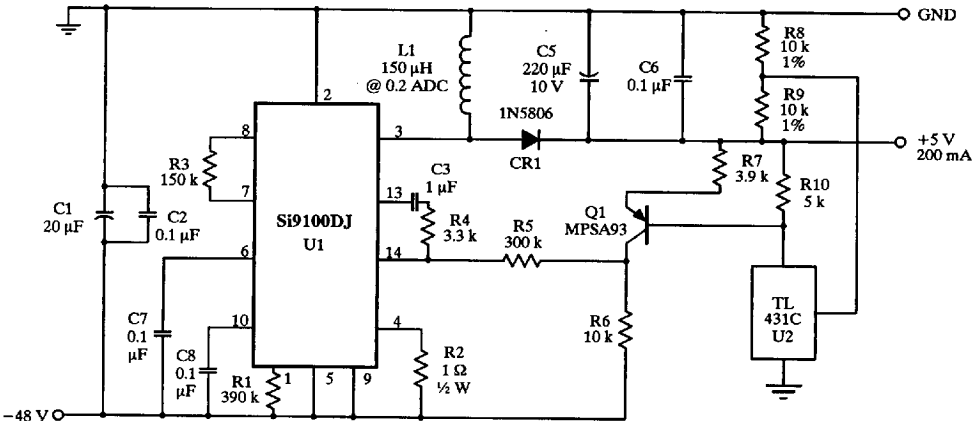 GND
L1
150 µH
@ 0.2 ADC
C5
220 µF
10 V
C6
0.1 µF
R8
10 k
1%
R9
10 k
1%
+5 V
200 mA
2
8
7
6
10
1
5
9
3
13
14
4
Si9100DJ
U1
R3
150 k
C1
20 µF
C2
0.1 µF
C7
0.1
µF
C8
0.1
µF
R1
390 k
R2
1 Ω
½ W
C3
1 µF
R4
3.3 k
R5
300 k
1N5806
CR1
Q1
MPSA93
R7
3.9 k
R10
5 k
R6
10 k
TL
431C
U2
−48 V